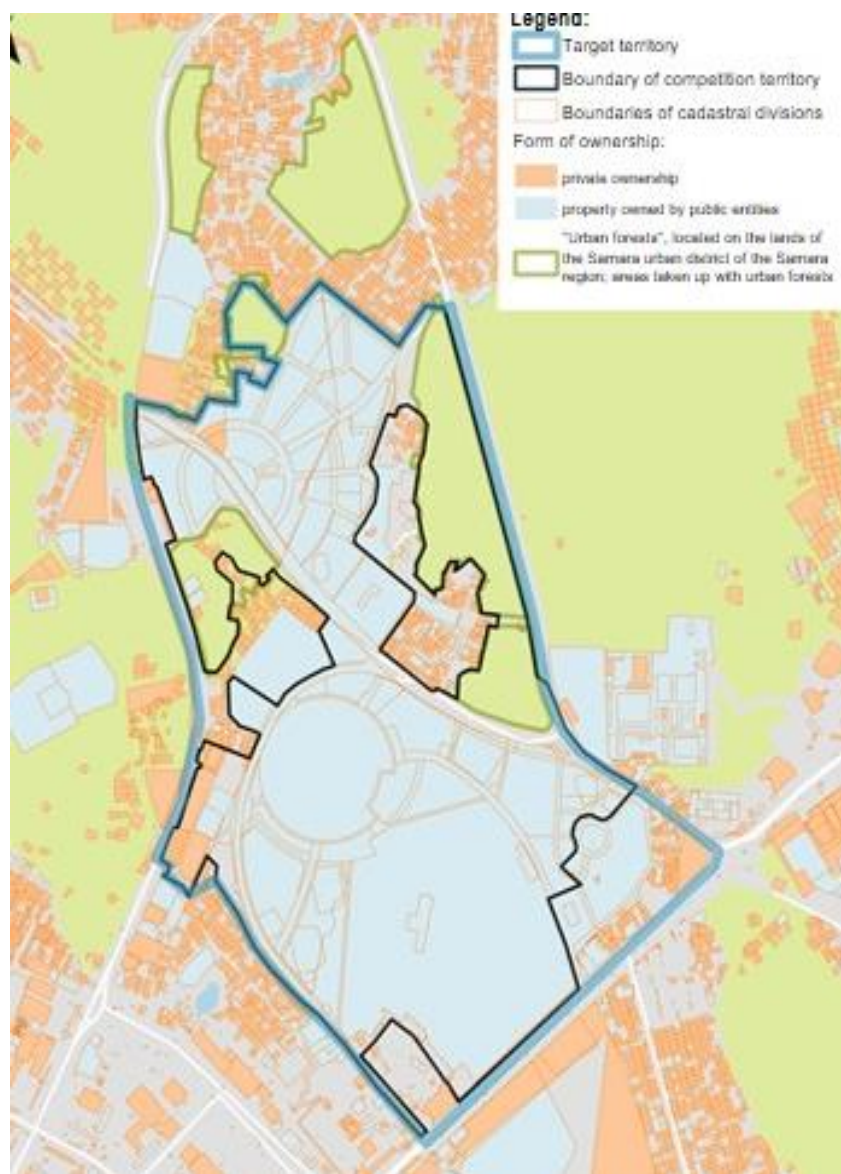 Legend:
Target territory
Boundary of competition territory
Boundaries of cadastral divisions
Form of ownership:
private ownership
property owned by public entities
"Urban forests", located on the lands of
the Samara urban district of the Samara
region; areas taken up with urban forests